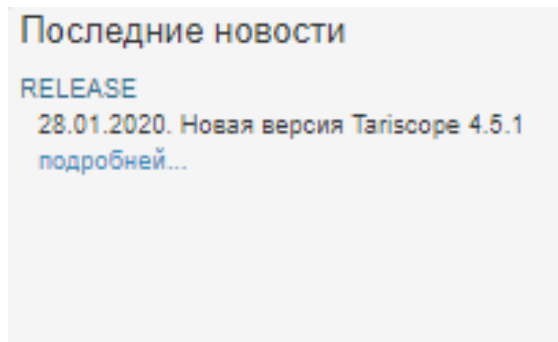 Последние новости
RELEASE
28.01.2020. Новая версия Tariscope 4.5.1
подробней...